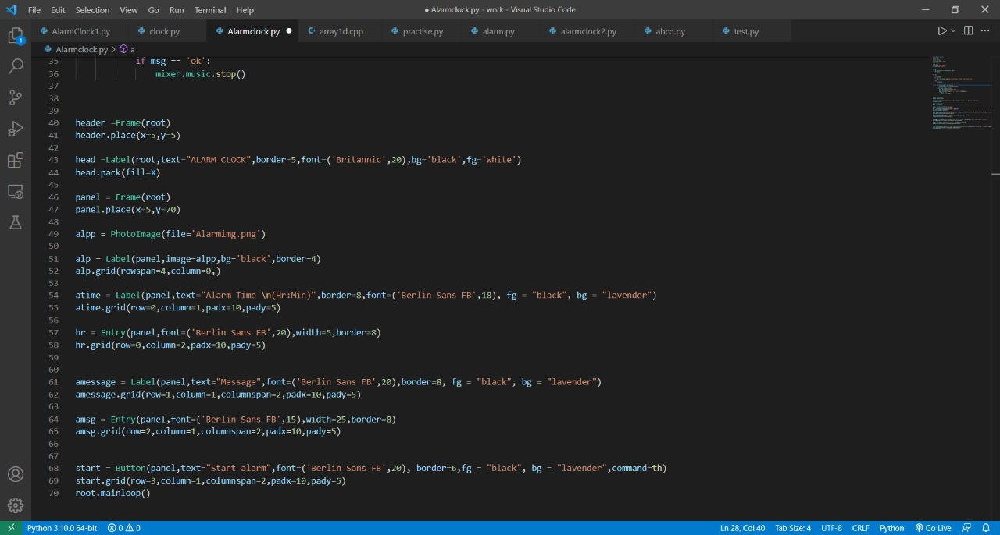 File Edit Selection View Go Run Terminal Help ● Alarmclock.py - work - Visual Studio Code
AlarmClock1.py clock.py Alarmclock.py ● array1d.cpp practise.py alarm.py alarmclock2.py abcd.py test.py
Alarmclock.py > a
1
35 if msg == 'ok':
36 mixer.music.stop()
37
38
39
40 header =Frame(root)
41 header.place(x=5,y=5)
42
43 head =Label(root,text="ALARM CLOCK",border=5,font=('Britannic',20),bg='black',fg='white')
44 head.pack(fill=X)
45
46 panel = Frame(root)
47 panel.place(x=5,y=70)
48
49 alpp = PhotoImage(file='Alarmimg.png')
50
51 alp = Label(panel,image=alpp,bg='black',border=4)
52 alp.grid(rowspan=4,column=0,)
53
54 atime = Label(panel,text="Alarm Time \n(Hr:Min)",border=8,font=('Berlin Sans FB',18), fg = "black", bg = "lavender")
55 atime.grid(row=0,column=1,padx=10,pady=5)
56
57 hr = Entry(panel,font=('Berlin Sans FB',20),width=5,border=8)
58 hr.grid(row=0,column=2,padx=10,pady=5)
59
60
61 amessage = Label(panel,text="Message",font=('Berlin Sans FB',20),border=8, fg = "black", bg = "lavender")
62 amessage.grid(row=1,column=1,columnspan=2,padx=10,pady=5)
63
64 amsg = Entry(panel,font=('Berlin Sans FB',15),width=25,border=8)
65 amsg.grid(row=2,column=1,columnspan=2,padx=10,pady=5)
66
67
68 start = Button(panel,text="Start alarm",font=('Berlin Sans FB',20), border=6,fg = "black", bg = "lavender",command=th)
69 start.grid(row=3,column=1,columnspan=2,padx=10,pady=5)
70 root.mainloop()
Python 3.10.0 64-bit 0 0 Ln 28, Col 40 Tab Size: 4 UTF-8 CRLF Python Go Live